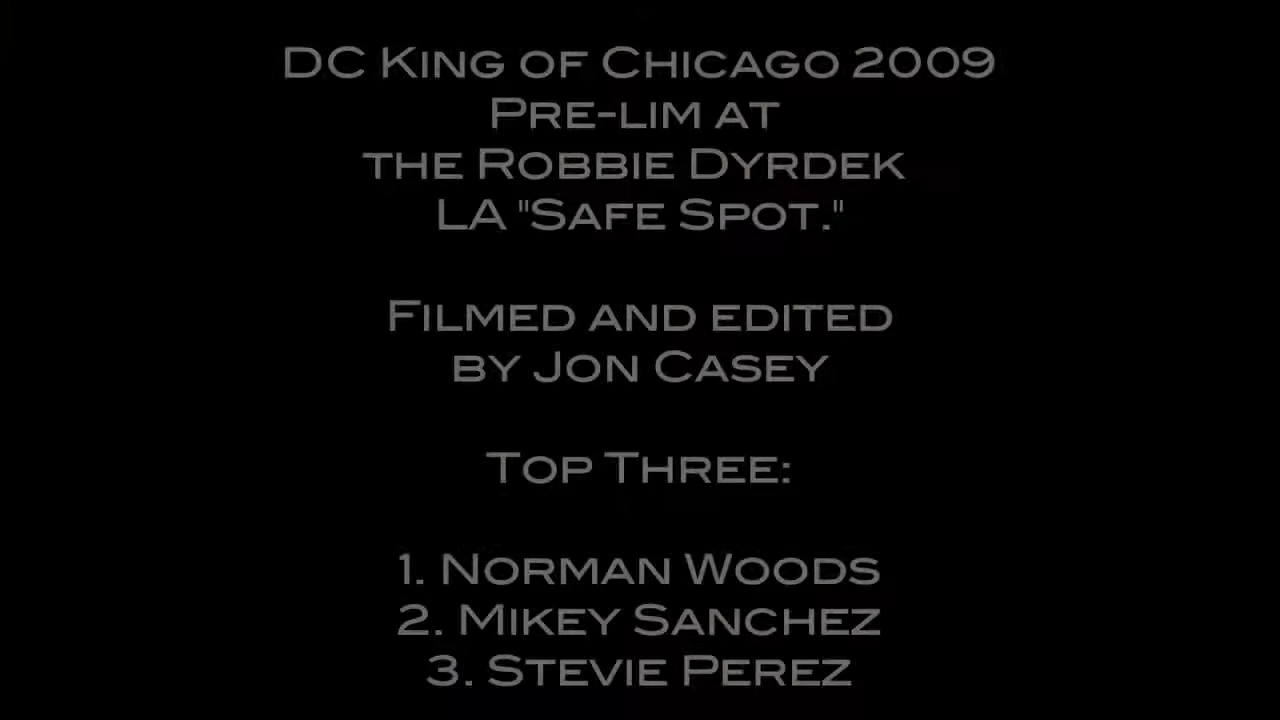 DC King of Chicago 2009
Pre-lim at
the Robbie Dyrdek
LA "Safe Spot."
Filmed and edited
by Jon Casey
Top Three:
1. Norman Woods
2. Mikey Sanchez
3. Stevie Perez